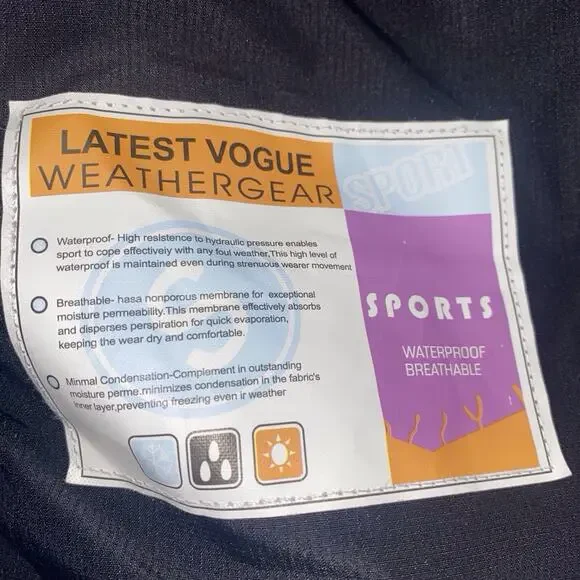 LATEST VOGUE
WEATHERGEAR
SPORT
Waterproof- High resistence to hydraulic pressure enables
sport to cope effectively with any foul weather,This high level of
waterproof is maintained even during strenuous wearer movement
Breathable- hasa nonporous membrane for exceptional
moisture permeability.This membrane effectively absorbs
and disperses perspiration for quick evaporation,
keeping the wear dry and comfortable.
Minmal Condensation-Complement in outstanding
moisture perme.minimizes condensation in the fabric's
inner layer,preventing freezing even ir weather
SPORTS
WATERPROOF
BREATHABLE